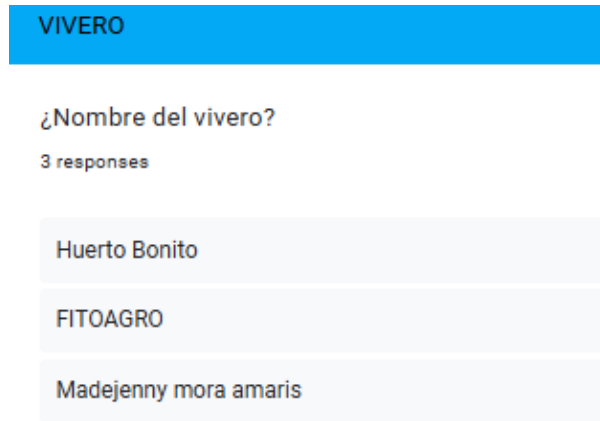 VIVERO
¿Nombre del vivero?
3 responses
Huerto Bonito
FITOAGRO
Madejenny mora amaris